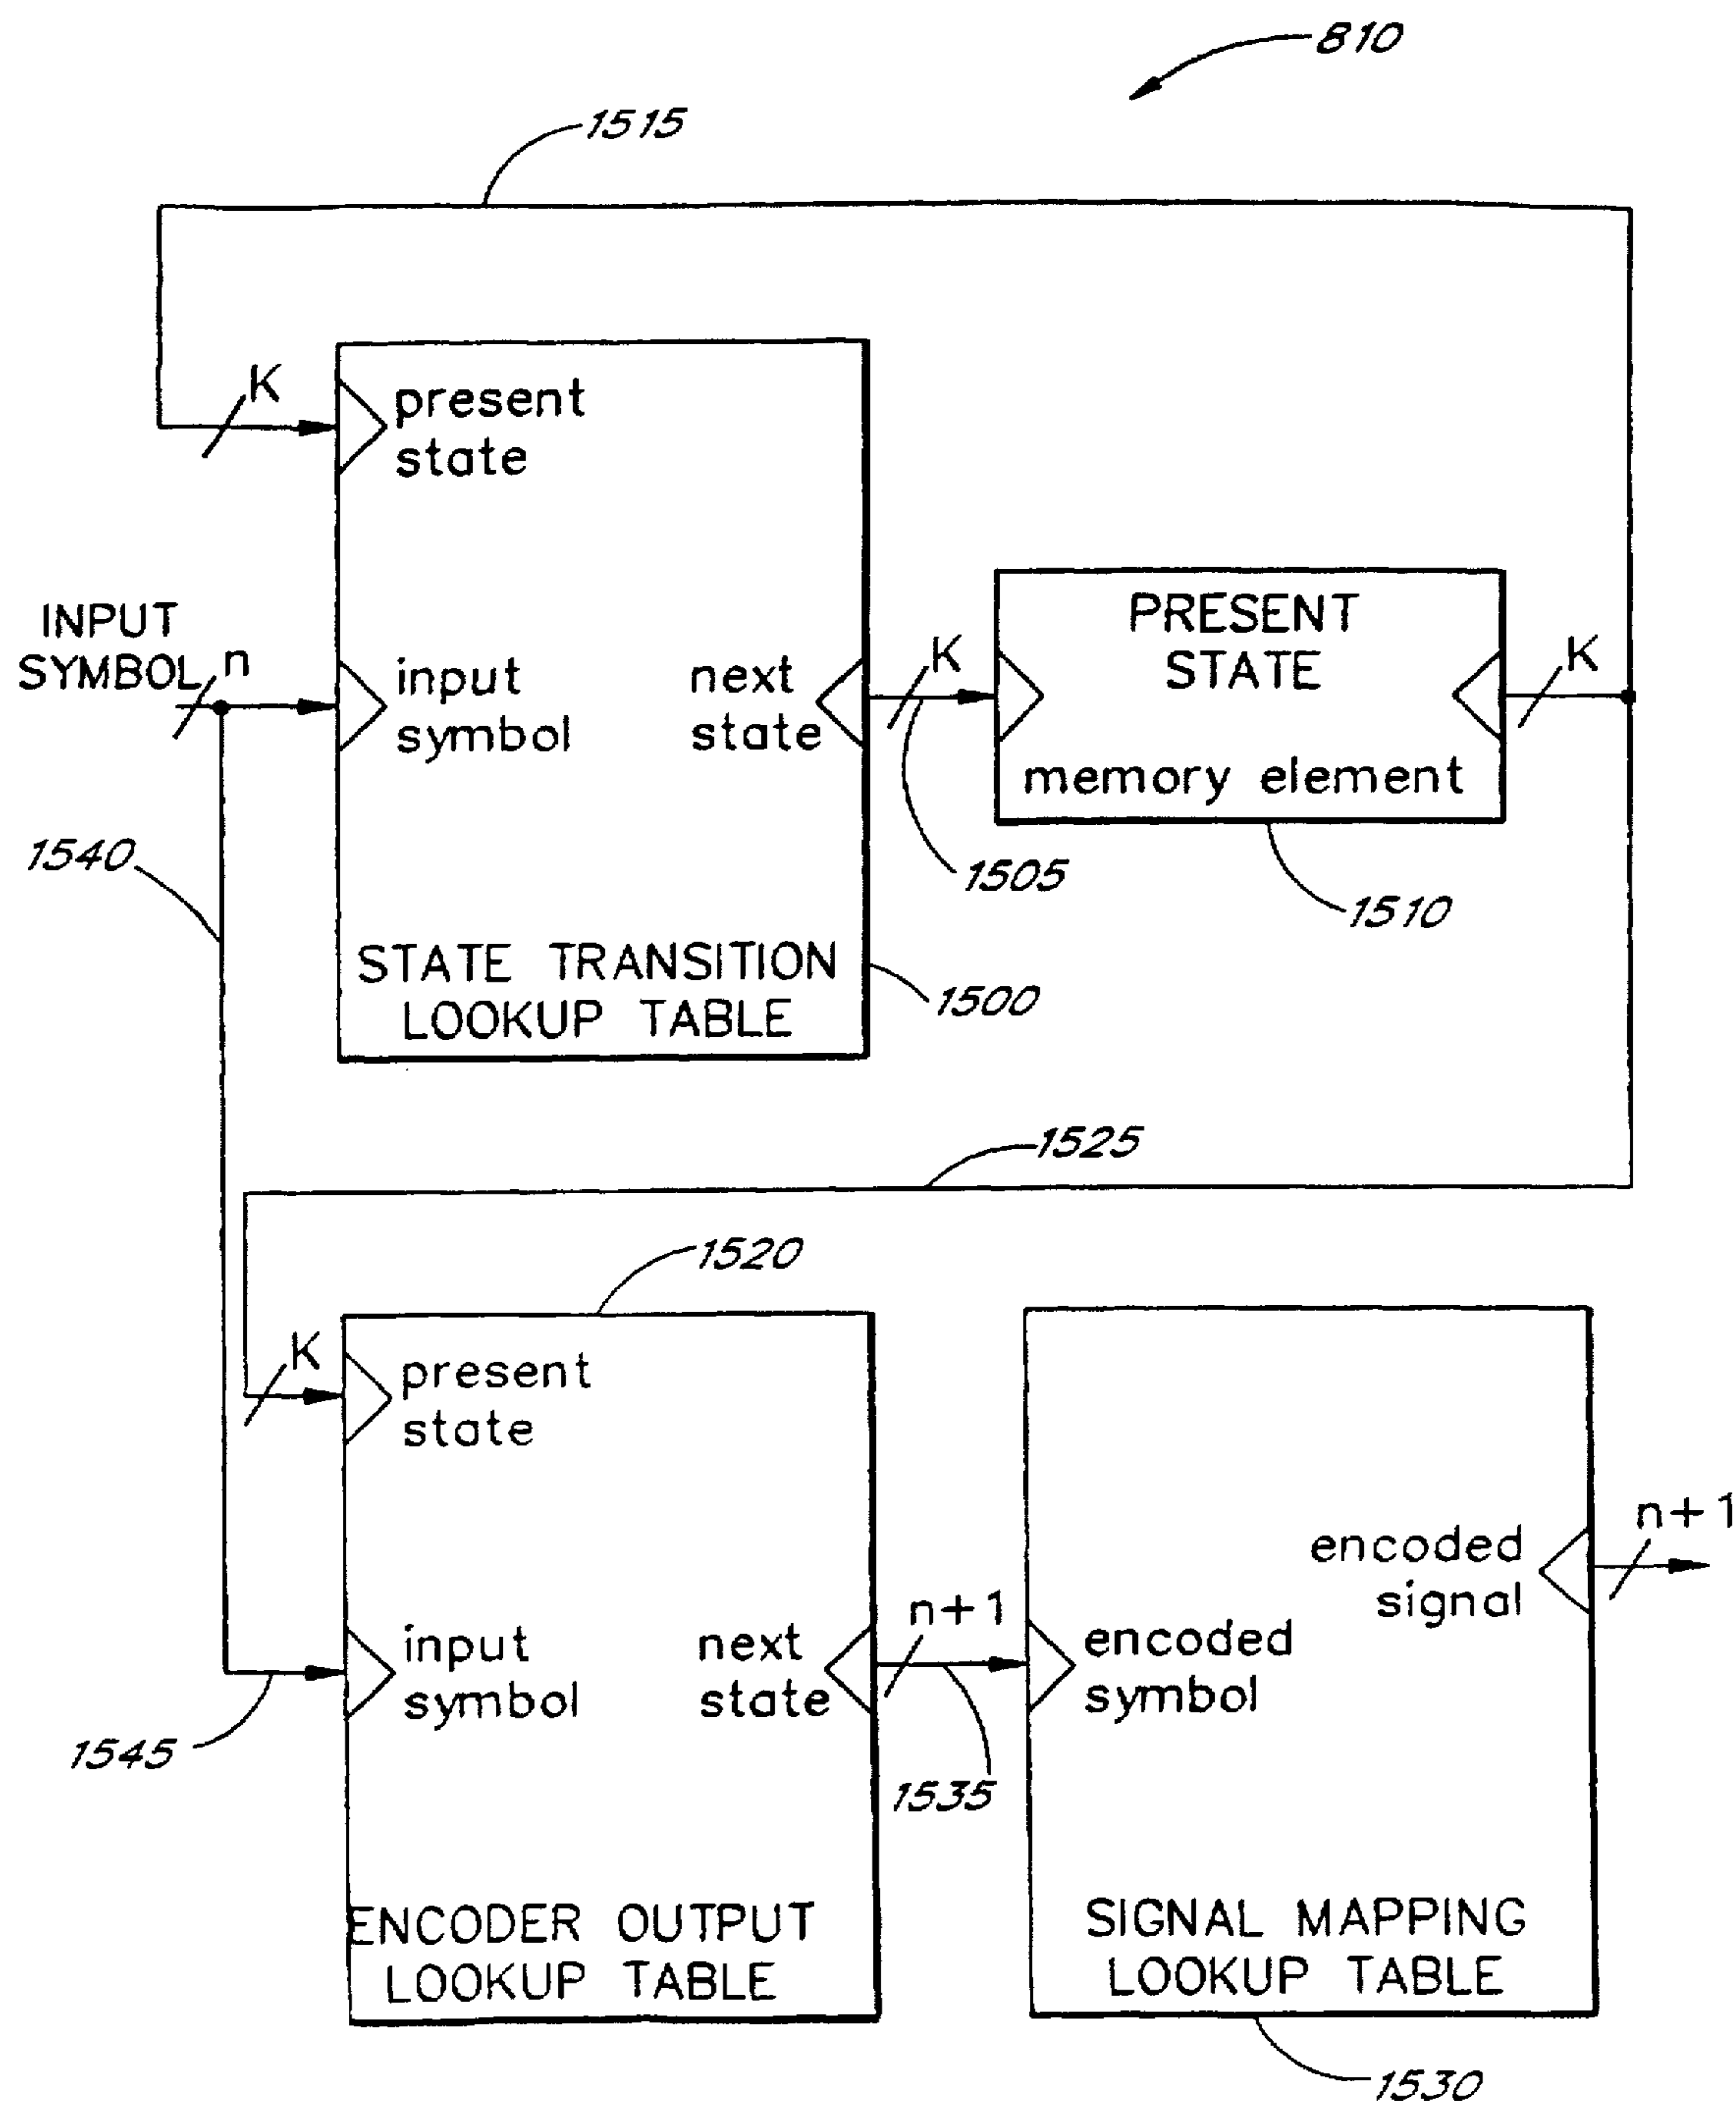 810
1515
K
present
state
INPUT
SYMBOL
n
input
symbol
next
state
K
PRESENT
STATE
memory element
K
1540
1505
1510
STATE TRANSITION
LOOKUP TABLE
1500
1525
1520
K
present
state
n+1
encoded
signal
input
symbol
next
state
n+1
encoded
symbol
1545
1535
ENCODER OUTPUT
LOOKUP TABLE
SIGNAL MAPPING
LOOKUP TABLE
1530